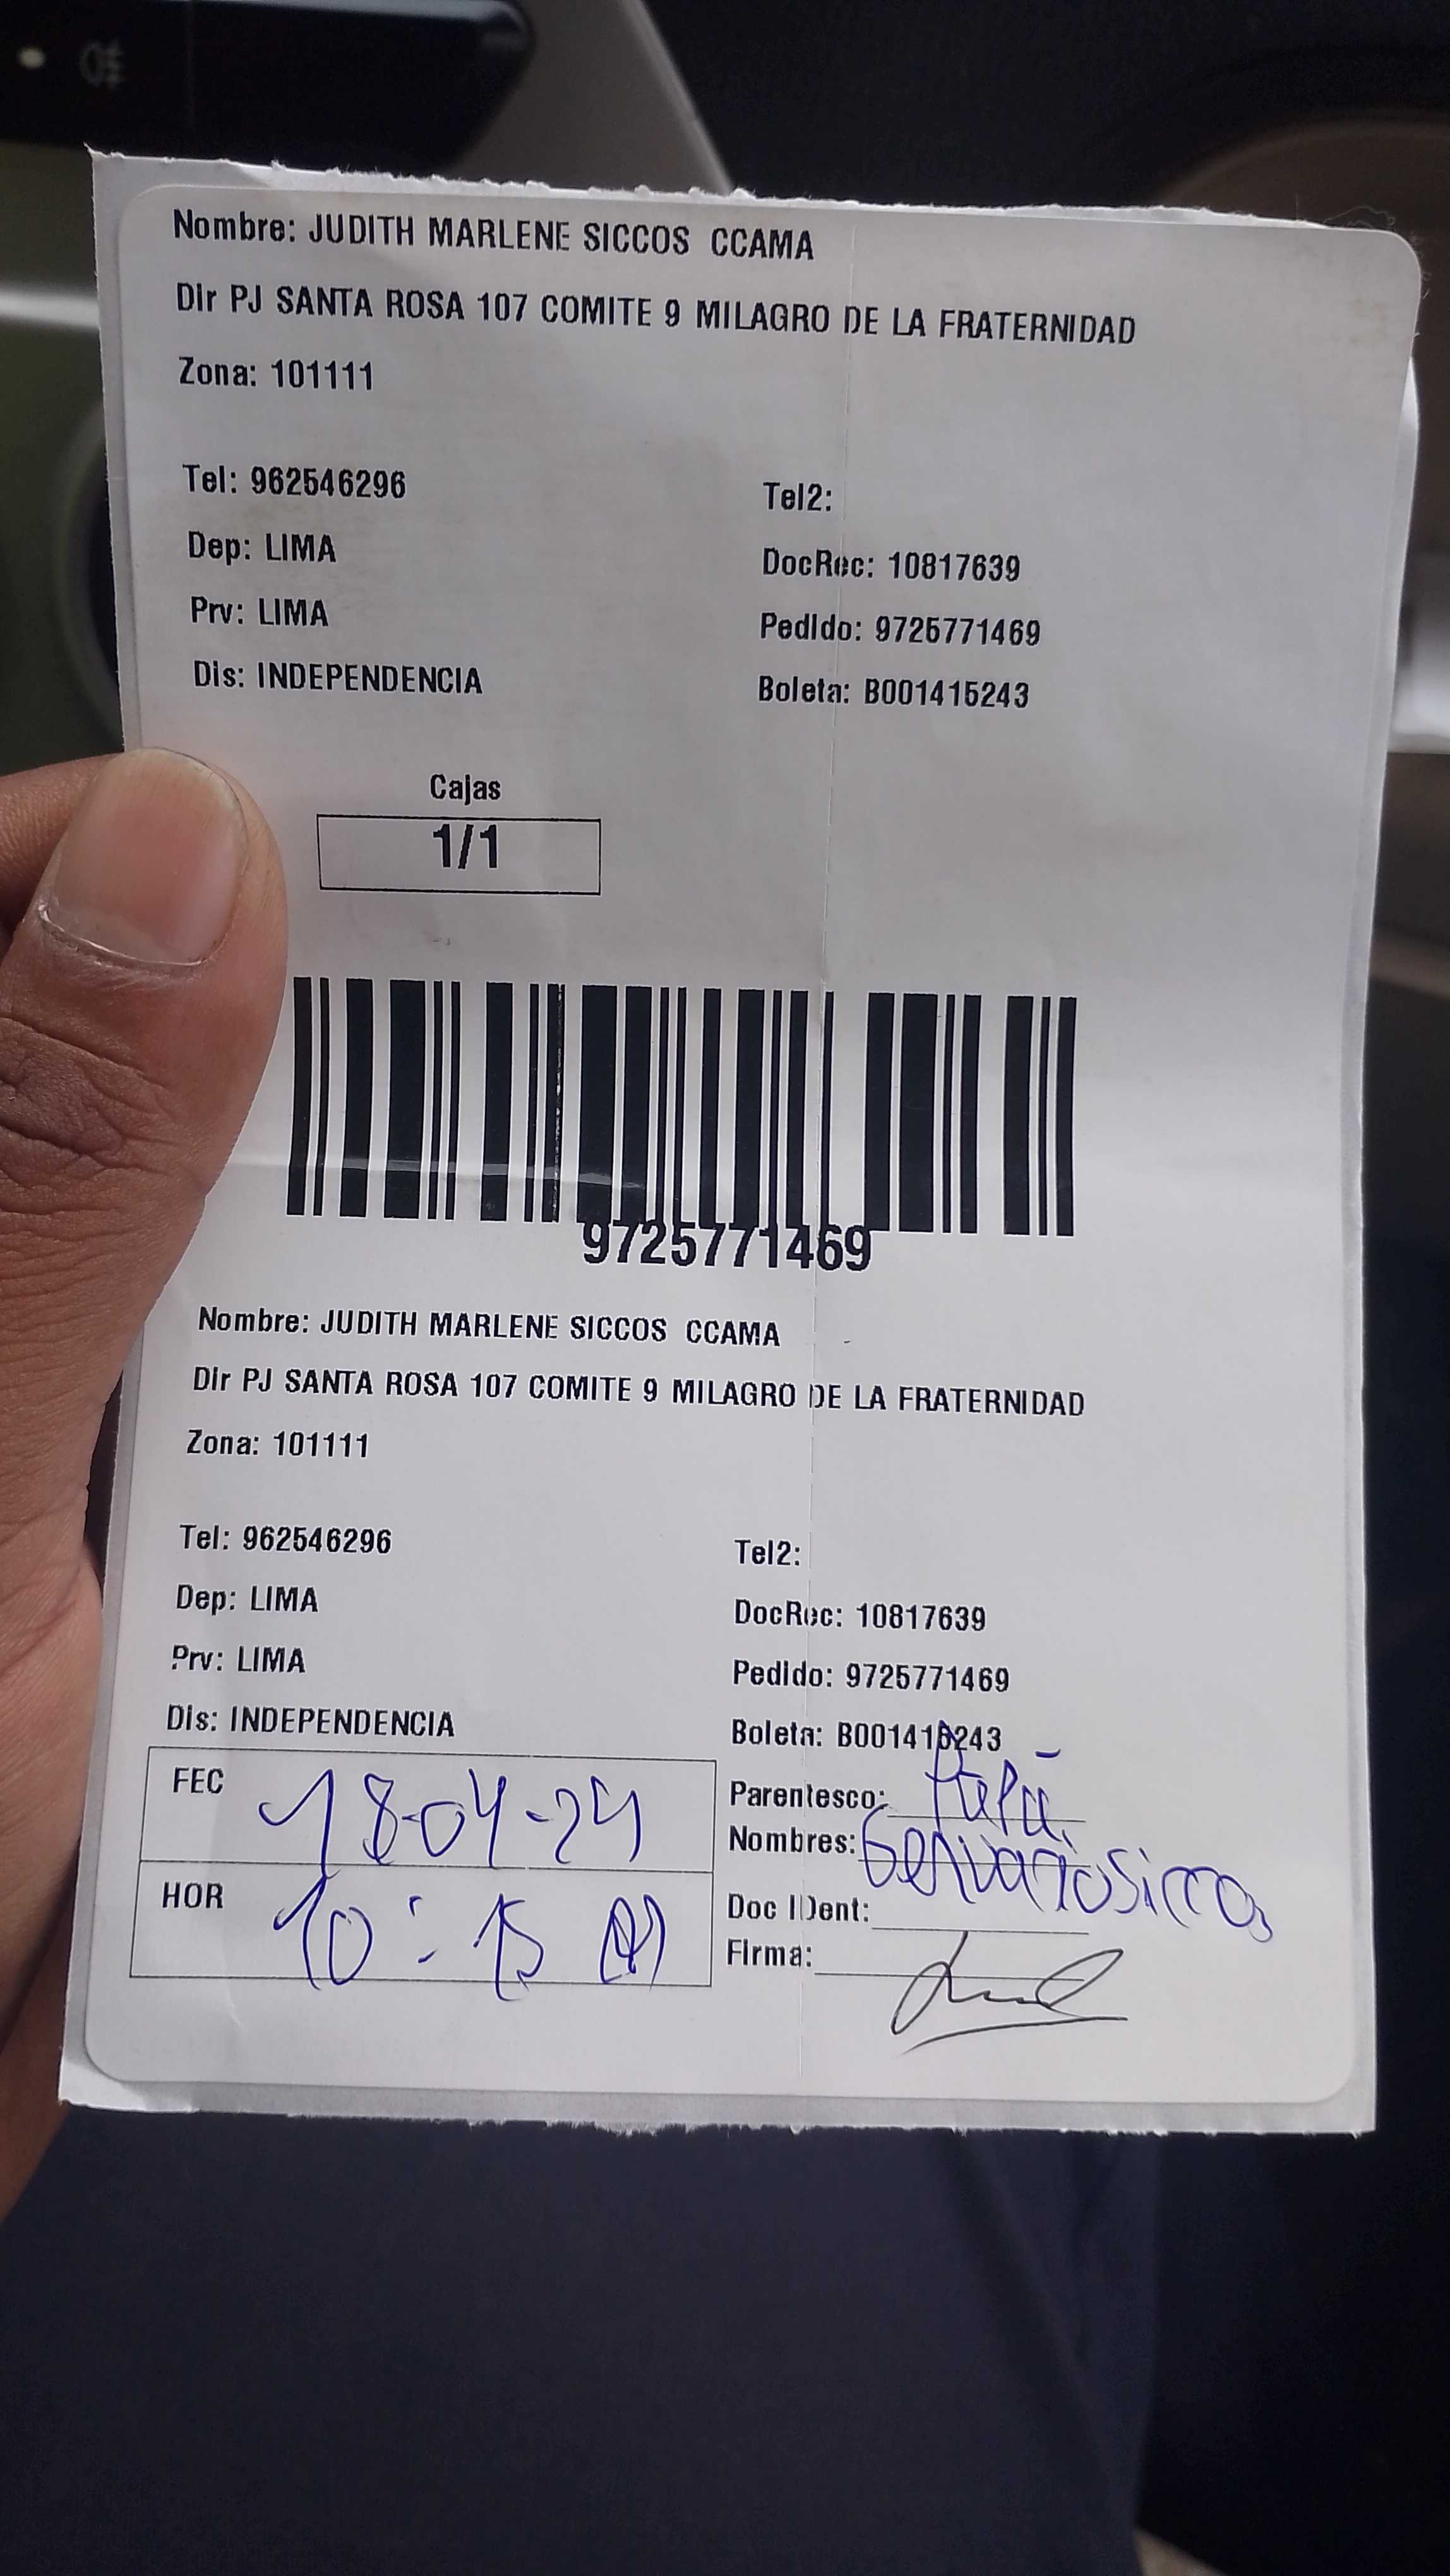 Nombre: JUDITH MARLENE SICCOS CCAMA
Dir PJ SANTA ROSA 107 COMITE 9 MILAGRO DE LA FRATERNIDAD
Zona: 101111
Tel: 962546296 Tel2:
Dep: LIMA DocRec: 10817639
Prv: LIMA Pedido: 9725771469
Dis: INDEPENDENCIA Boleta: B001415243
Cajas
1/1
9725771469
Nombre: JUDITH MARLENE SICCOS CCAMA
Dir PJ SANTA ROSA 107 COMITE 9 MILAGRO DE LA FRATERNIDAD
Zona: 101111
Tel: 962546296 Tel2:
Dep: LIMA DocRec: 10817639
Prv: LIMA Pedido: 9725771469
Dis: INDEPENDENCIA Boleta: B001415243
FEC 18-04-24 Parentesco: Papá
Nombres: Siccos
HOR 10:15 Doc IDent:
Firma: